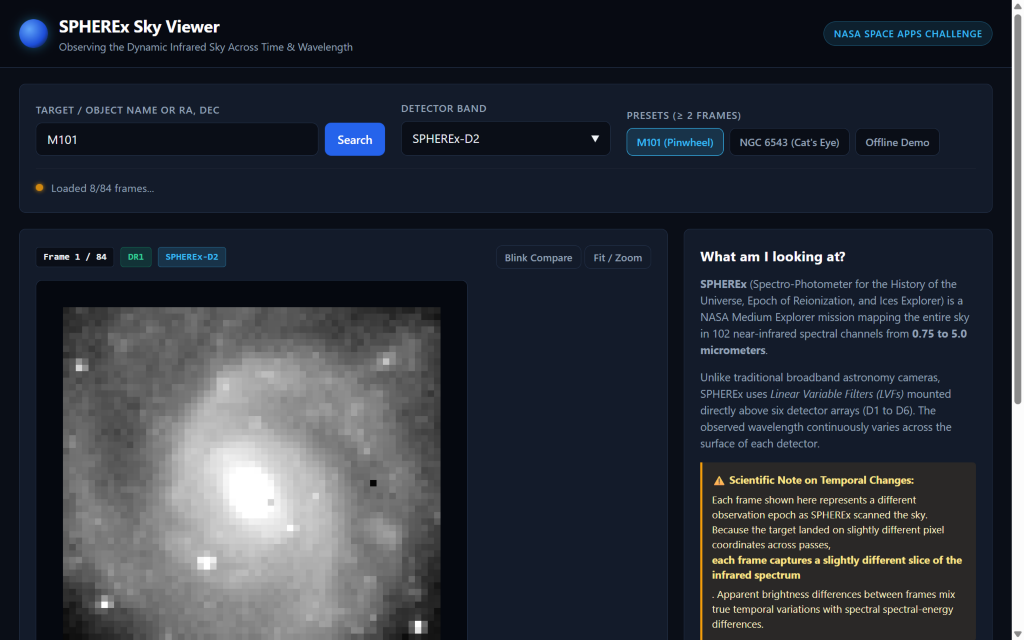 SPHEREx Sky Viewer
Observing the Dynamic Infrared Sky Across Time & Wavelength
NASA SPACE APPS CHALLENGE
TARGET / OBJECT NAME OR RA, DEC
M101
Search
DETECTOR BAND
SPHEREx-D2
PRESETS (≥ 2 FRAMES)
M101 (Pinwheel)
NGC 6543 (Cat's Eye)
Offline Demo
Loaded 8/84 frames...
Frame 1 / 84
DR1
SPHEREx-D2
Blink Compare
Fit / Zoom
What am I looking at?
SPHEREx (Spectro-Photometer for the History of the
Universe, Epoch of Reionization, and Ices Explorer) is a
NASA Medium Explorer mission mapping the entire sky
in 102 near-infrared spectral channels from 0.75 to 5.0
micrometers.
Unlike traditional broadband astronomy cameras,
SPHEREx uses Linear Variable Filters (LVFs) mounted
directly above six detector arrays (D1 to D6). The
observed wavelength continuously varies across the
surface of each detector.
⚠ Scientific Note on Temporal Changes:
Each frame shown here represents a different
observation epoch as SPHEREx scanned the sky.
Because the target landed on slightly different pixel
coordinates across passes,
each frame captures a slightly different slice of the
infrared spectrum
. Apparent brightness differences between frames mix
true temporal variations with spectral spectral-energy
differences.